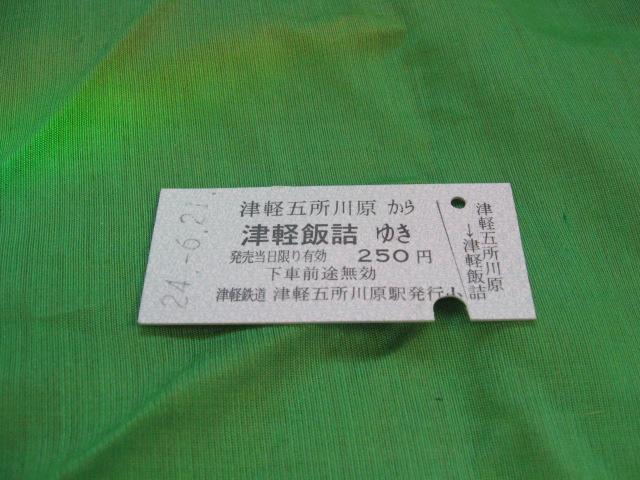 24.-6.21
津軽五所川原から
津軽飯詰ゆき
発売当日限り有効 250円
下車前途無効
津軽鉄道 津軽五所川原駅発行
小
津軽五所川原
→津軽飯詰